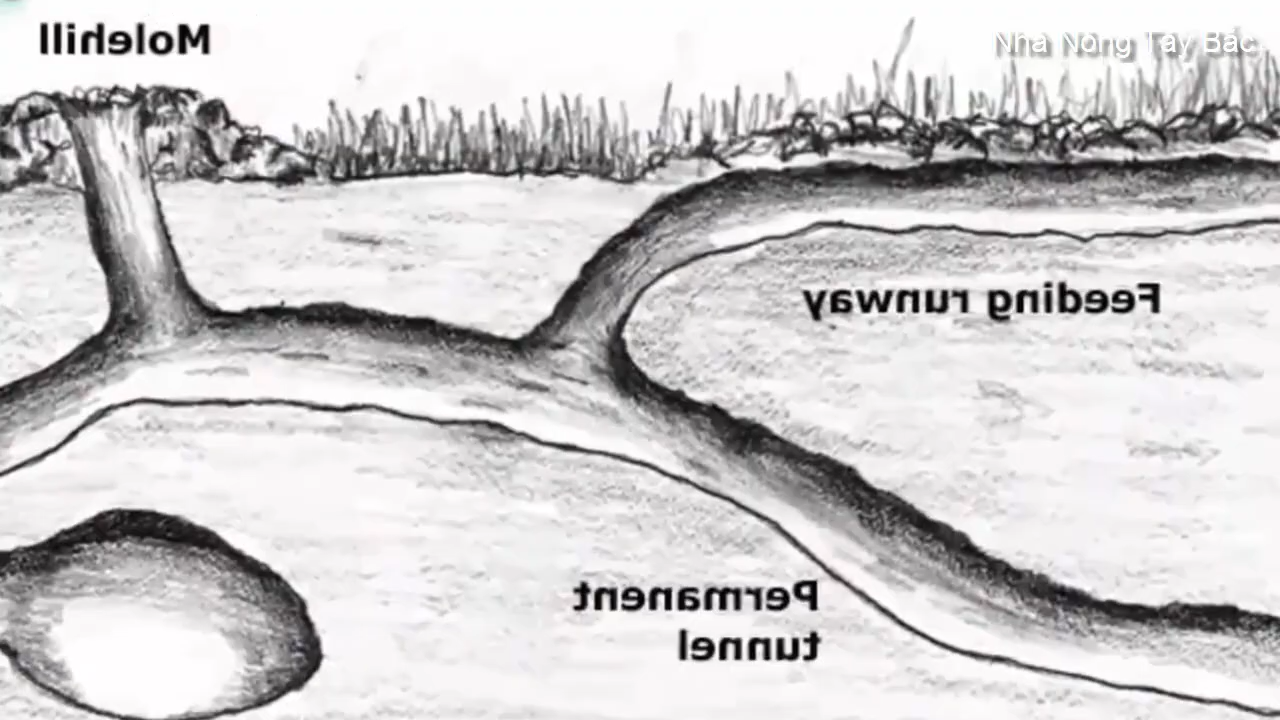 Molehill
Nhà Nông Tây Bắc
Feeding runway
Permanent
tunnel